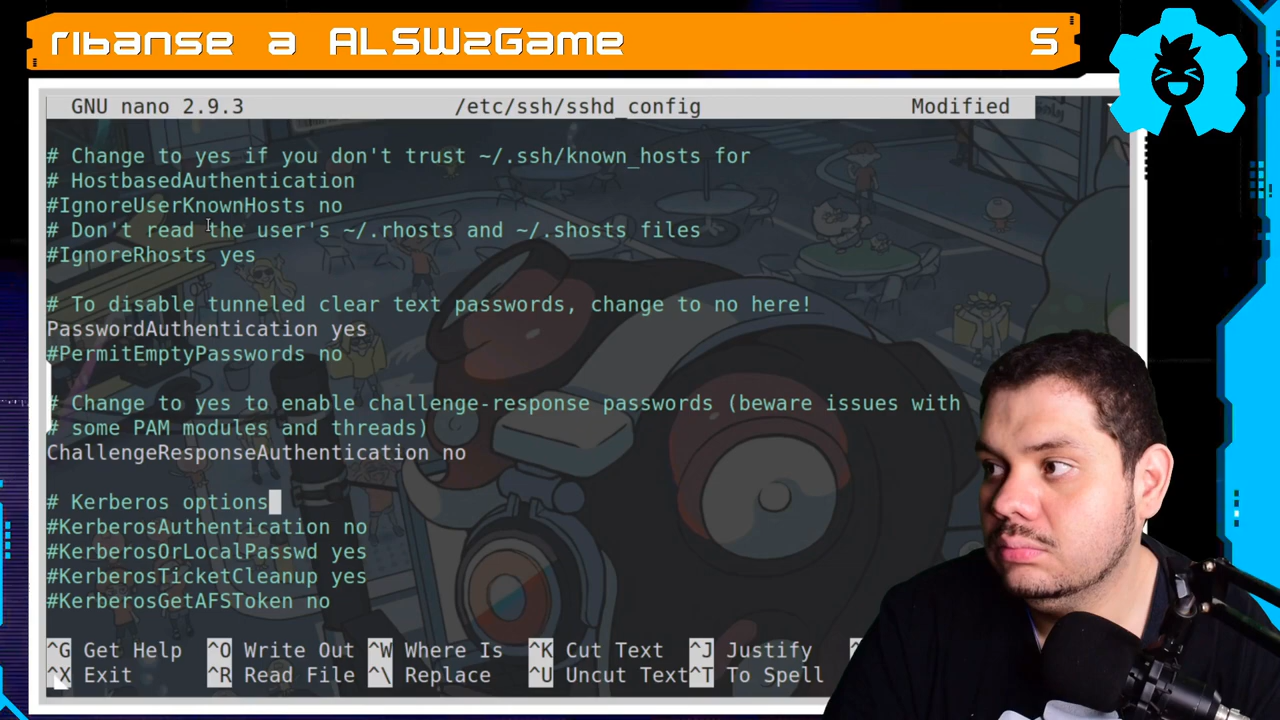 ribanse a ALSW2Game
S
GNU nano 2.9.3 /etc/ssh/sshd_config Modified
# Change to yes if you don't trust ~/.ssh/known_hosts for
# HostbasedAuthentication
#IgnoreUserKnownHosts no
# Don't read the user's ~/.rhosts and ~/.shosts files
#IgnoreRhosts yes
# To disable tunneled clear text passwords, change to no here!
PasswordAuthentication yes
#PermitEmptyPasswords no
# Change to yes to enable challenge-response passwords (beware issues with
# some PAM modules and threads)
ChallengeResponseAuthentication no
# Kerberos options
#KerberosAuthentication no
#KerberosOrLocalPasswd yes
#KerberosTicketCleanup yes
#KerberosGetAFSToken no
^G Get Help ^O Write Out ^W Where Is ^K Cut Text ^J Justify
^X Exit ^R Read File ^\ Replace ^U Uncut Text ^T To Spell